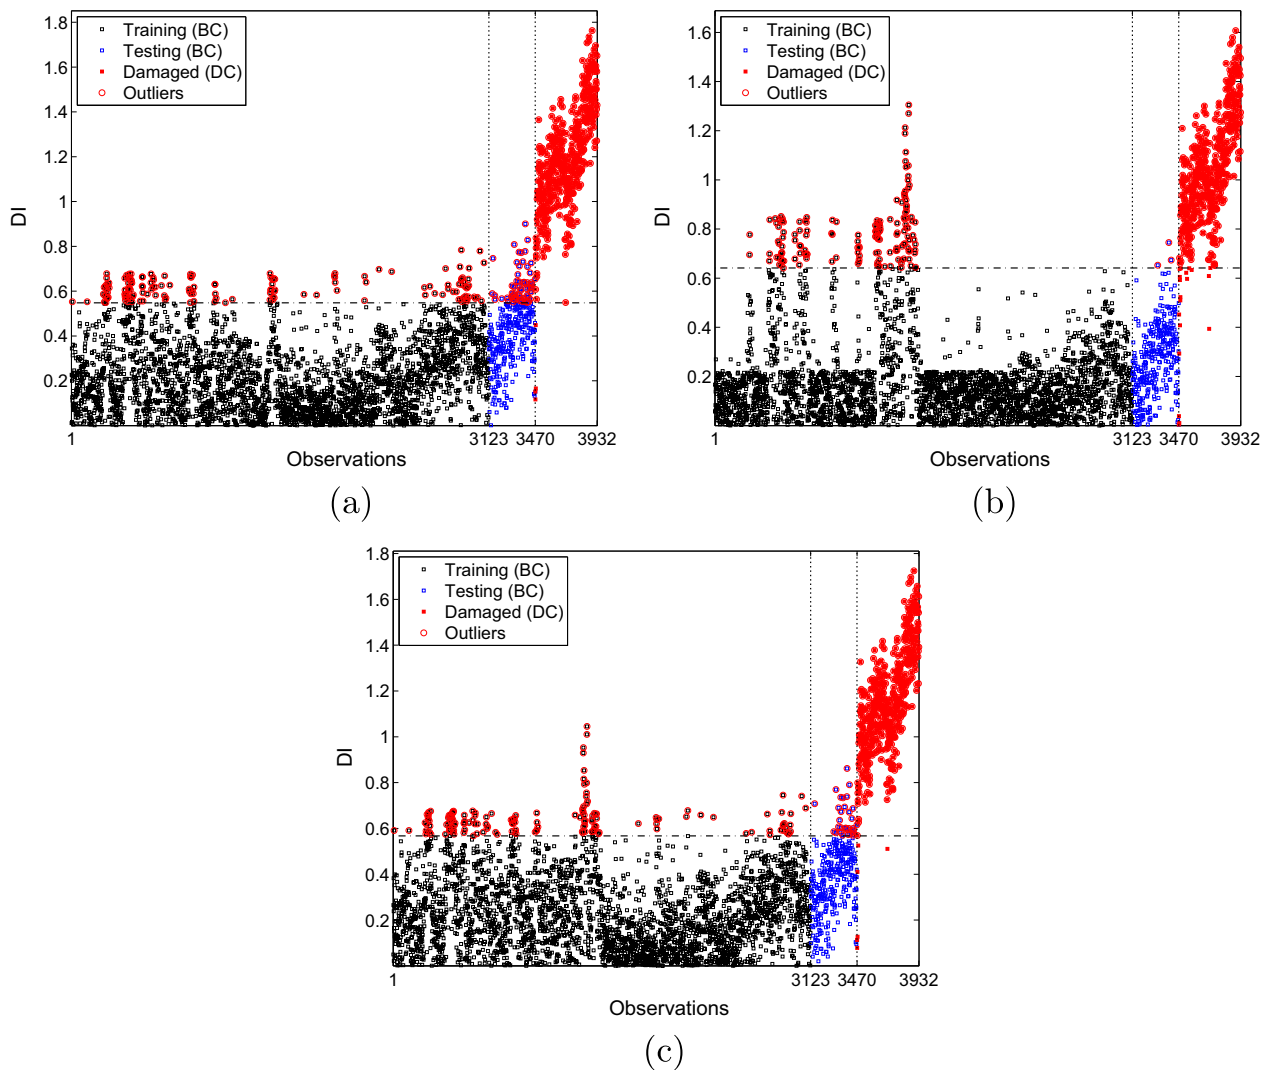 1.8
1.6
1.4
1.2
1
0.8
0.6
0.4
0.2
DI
Training (BC)
Testing (BC)
Damaged (DC)
Outliers
1
3123 3470
3932
Observations
(a)
1.6
1.4
1.2
1
0.8
0.6
0.4
0.2
DI
Training (BC)
Testing (BC)
Damaged (DC)
Outliers
1
3123 3470
3932
Observations
(b)
1.8
1.6
1.4
1.2
1
0.8
0.6
0.4
0.2
DI
Training (BC)
Testing (BC)
Damaged (DC)
Outliers
1
3123 3470
3932
Observations
(c)